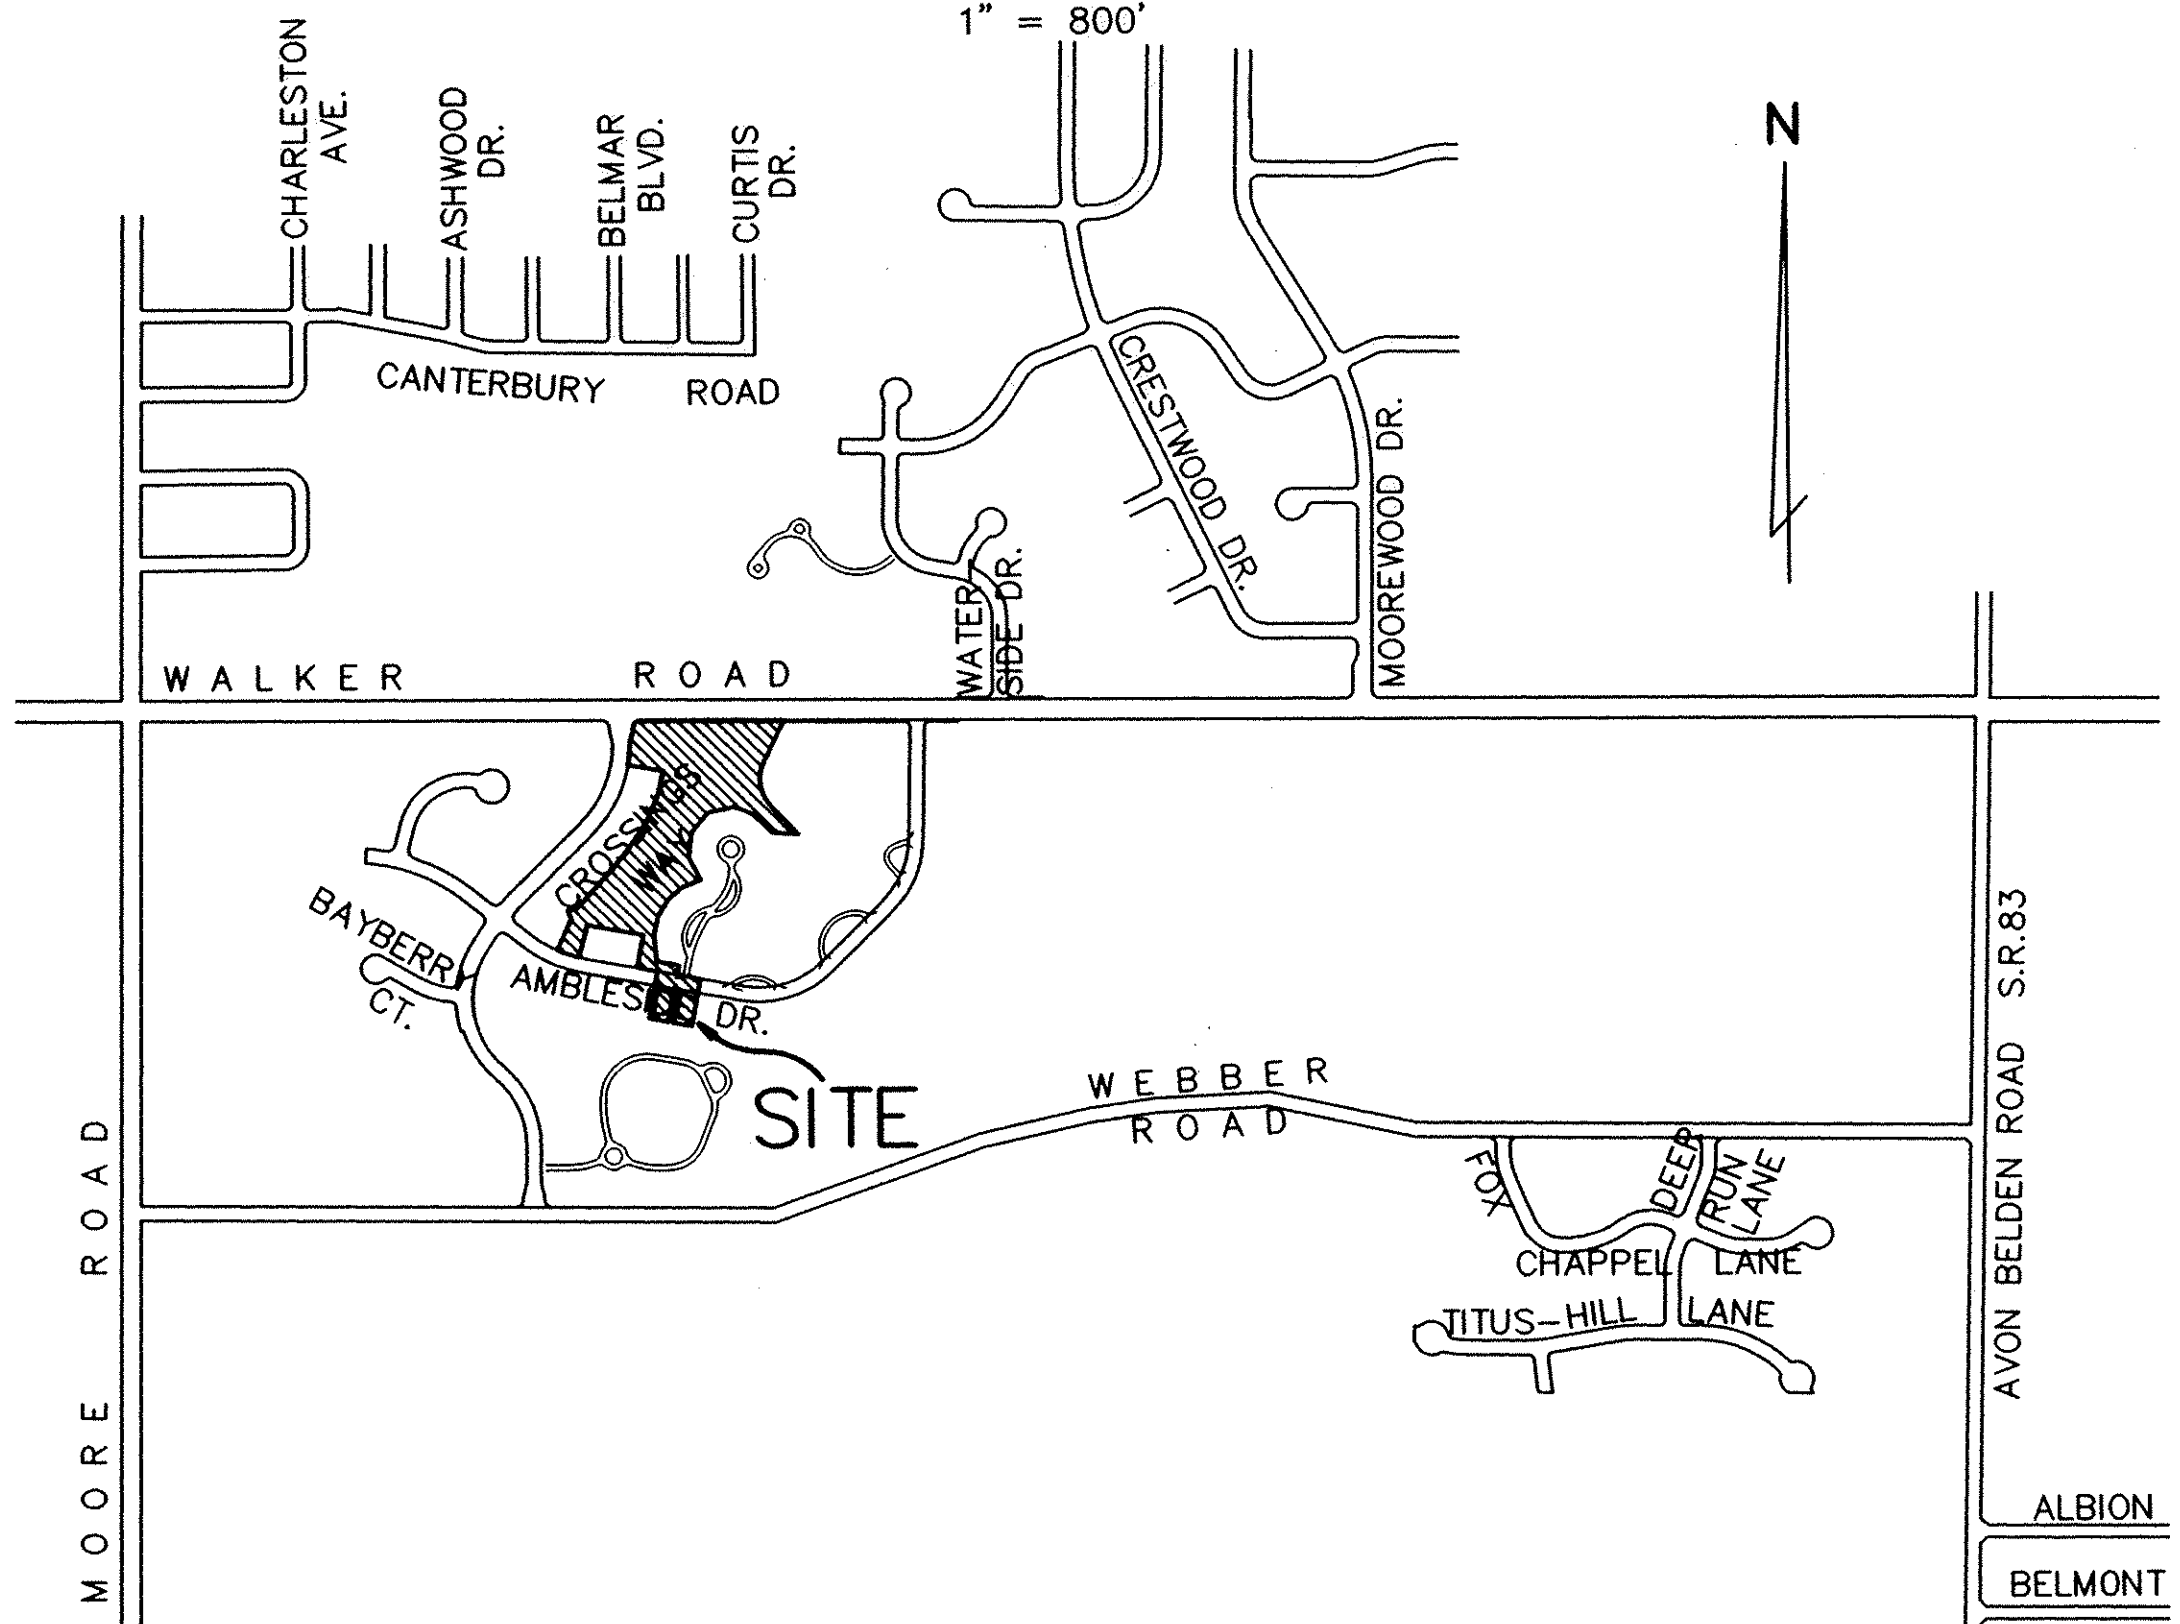 1" = 800'
N
CHARLESTON
AVE.
ASHWOOD
DR.
BELMAR
BLVD.
CURTIS
DR.
CANTERBURY ROAD
CRESTWOOD DR.
MOOREWOOD DR.
WATER
SIDE DR.
WALKER ROAD
CROSSINGS
WAY
BAYBERRY
CT.
DR.
SITE
WEBBER
ROAD
FOX
DEER
RUN
LANE
CHAPPEL LANE
TITUS-HILL LANE
AVON BELDEN ROAD S.R.83
MOORE ROAD
ALBION
BELMONT